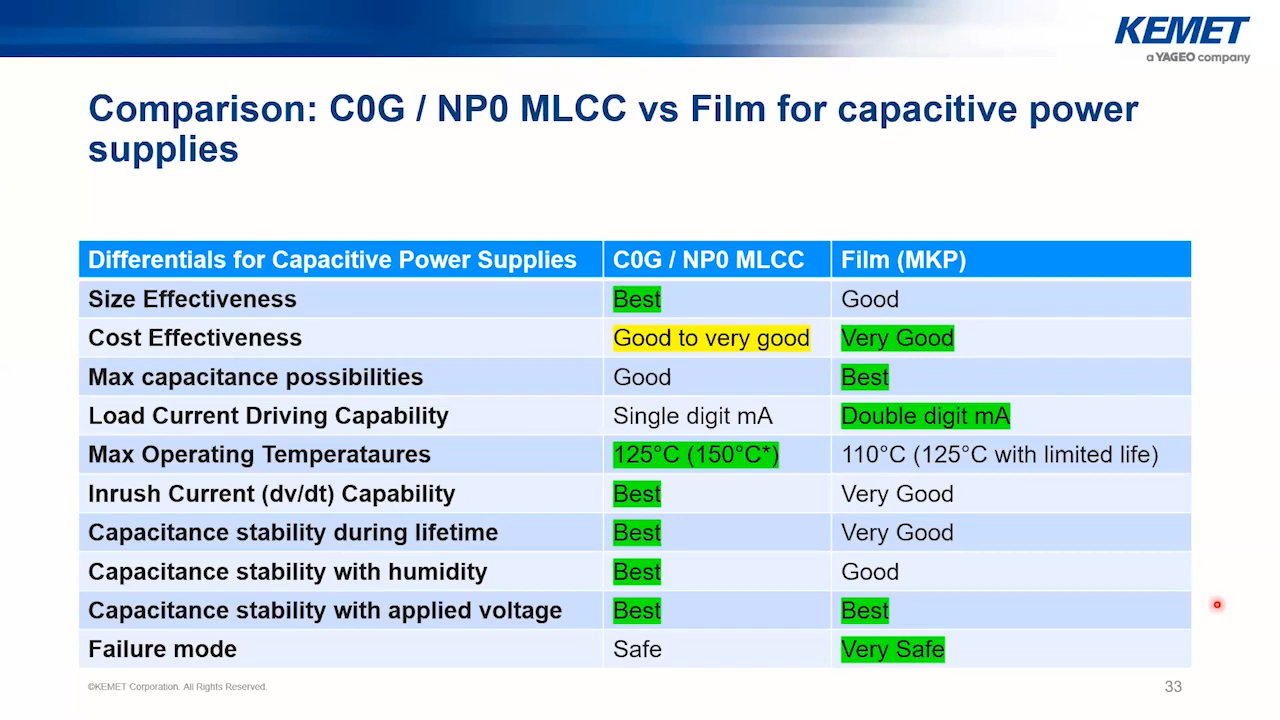 KEMET
a YAGEO company
Comparison: C0G / NP0 MLCC vs Film for capacitive power
supplies
Differentials for Capacitive Power Supplies C0G / NP0 MLCC Film (MKP)
Size Effectiveness Best Good
Cost Effectiveness Good to very good Very Good
Max capacitance possibilities Good Best
Load Current Driving Capability Single digit mA Double digit mA
Max Operating Temperataures 125°C (150°C*) 110°C (125°C with limited life)
Inrush Current (dv/dt) Capability Best Very Good
Capacitance stability during lifetime Best Very Good
Capacitance stability with humidity Best Good
Capacitance stability with applied voltage Best Best
Failure mode Safe Very Safe
©KEMET Corporation. All Rights Reserved. 33